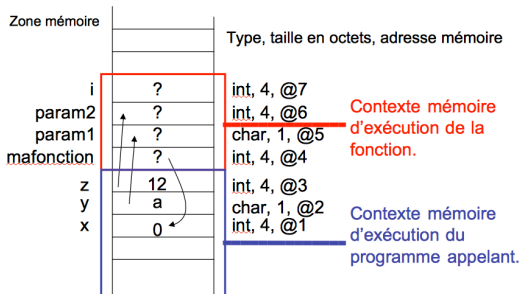 Zone mémoire
Type, taille en octets, adresse mémoire
i ? int, 4, @7
param2 ? int, 4, @6
param1 ? char, 1, @5
mafonction ? int, 4, @4
Contexte mémoire
d'exécution de la
fonction.
z 12 int, 4, @3
y a char, 1, @2
x 0 int, 4, @1
Contexte mémoire
d'exécution du
programme appelant.